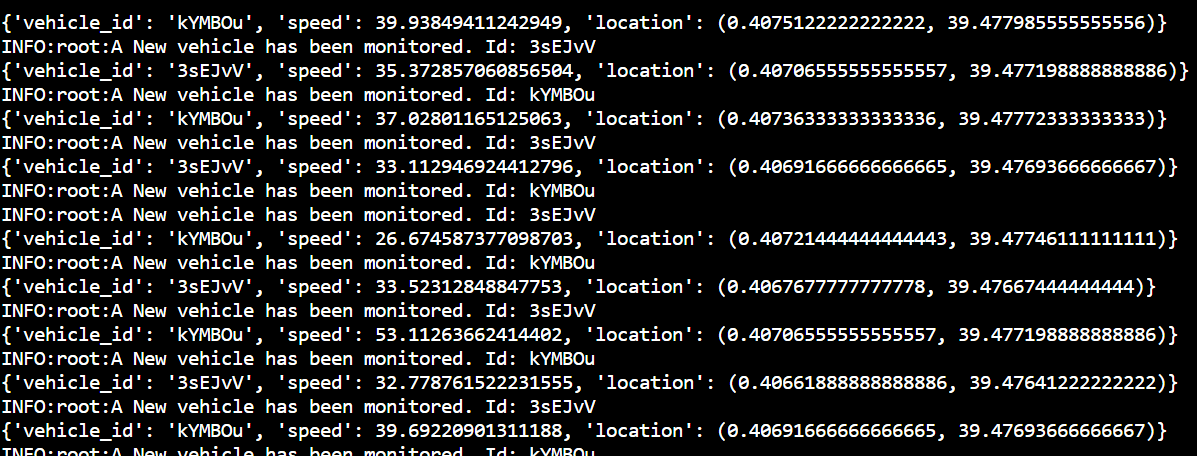 {'vehicle_id': 'kYMBOu', 'speed': 39.93849411242949, 'location': (0.4075122222222222, 39.477985555555556)}
INFO:root:A New vehicle has been monitored. Id: 3sEJvV
{'vehicle_id': '3sEJvV', 'speed': 35.372857060856504, 'location': (0.40706555555555557, 39.477198888888886)}
INFO:root:A New vehicle has been monitored. Id: kYMBOu
{'vehicle_id': 'kYMBOu', 'speed': 37.02801165125063, 'location': (0.40736333333333336, 39.47772333333333)}
INFO:root:A New vehicle has been monitored. Id: 3sEJvV
{'vehicle_id': '3sEJvV', 'speed': 33.112946924412796, 'location': (0.40691666666666665, 39.47693666666667)}
INFO:root:A New vehicle has been monitored. Id: kYMBOu
INFO:root:A New vehicle has been monitored. Id: 3sEJvV
{'vehicle_id': 'kYMBOu', 'speed': 26.674587377098703, 'location': (0.40721444444444443, 39.47746111111111)}
INFO:root:A New vehicle has been monitored. Id: kYMBOu
{'vehicle_id': '3sEJvV', 'speed': 33.52312848847753, 'location': (0.4067677777777778, 39.47667444444444)}
INFO:root:A New vehicle has been monitored. Id: 3sEJvV
{'vehicle_id': 'kYMBOu', 'speed': 53.11263662414402, 'location': (0.40706555555555557, 39.477198888888886)}
INFO:root:A New vehicle has been monitored. Id: kYMBOu
{'vehicle_id': '3sEJvV', 'speed': 32.778761522231555, 'location': (0.40661888888888886, 39.47641222222222)}
INFO:root:A New vehicle has been monitored. Id: 3sEJvV
{'vehicle_id': 'kYMBOu', 'speed': 39.69220901311188, 'location': (0.40691666666666665, 39.47693666666667)}
INFO:root:A New vehicle has been monitored. Id: kYMBOu